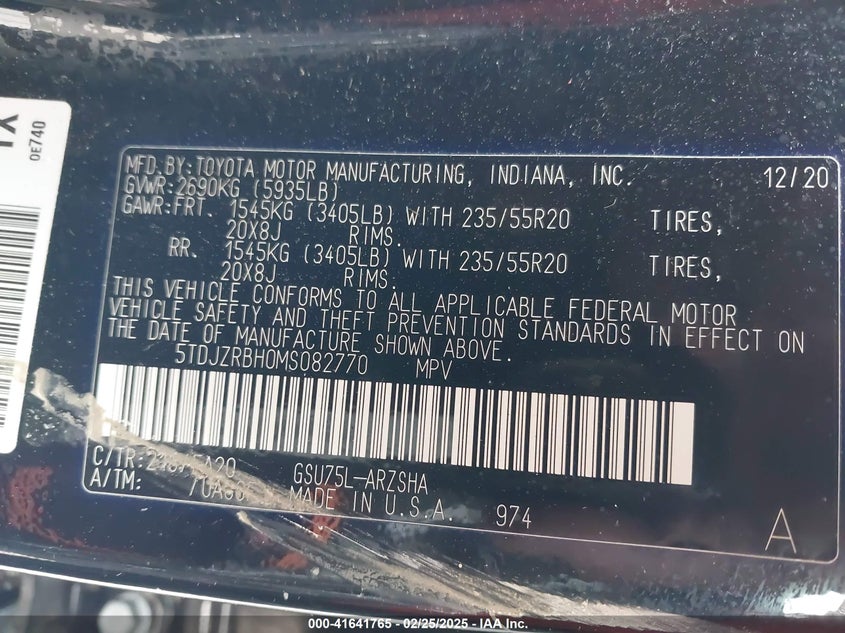 0E740
MFD.BY:TOYOTA MOTOR MANUFACTURING, INDIANA, INC. 12/20
GVWR:2690KG (5935LB)
GAWR:FRT. 1545KG (3405LB) WITH 235/55R20 TIRES,
20X8J RIMS.
RR. 1545KG (3405LB) WITH 235/55R20 TIRES,
20X8J RIMS.
THIS VEHICLE CONFORMS TO ALL APPLICABLE FEDERAL MOTOR
VEHICLE SAFETY AND THEFT PREVENTION STANDARDS IN EFFECT ON
THE DATE OF MANUFACTURE SHOWN ABOVE.
5TDJZRBH0MS082770 MPV
C/TR: GSU75L-ARZSHA
A/TM: MADE IN U.S.A. 974
A
000-41641765 - 02/25/2025 - IAA Inc.